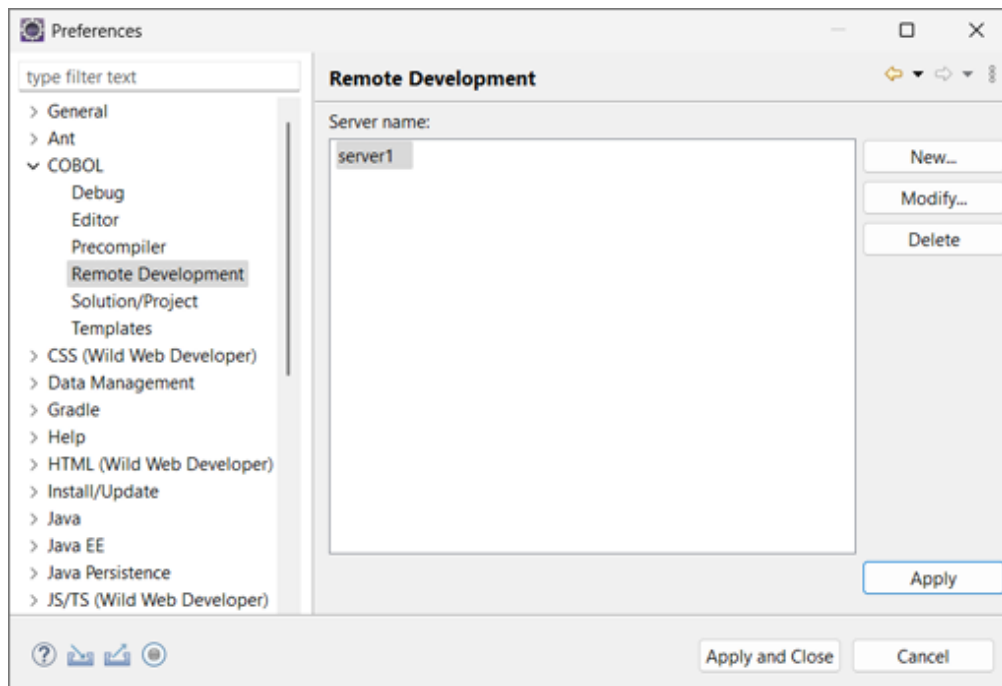 Preferences
type filter text
General
Ant
COBOL
Debug
Editor
Precompiler
Remote Development
Solution/Project
Templates
CSS (Wild Web Developer)
Data Management
Gradle
Help
HTML (Wild Web Developer)
Install/Update
Java
Java EE
Java Persistence
JS/TS (Wild Web Developer)
Remote Development
Server name:
server1
New...
Modify...
Delete
Apply
Apply and Close
Cancel